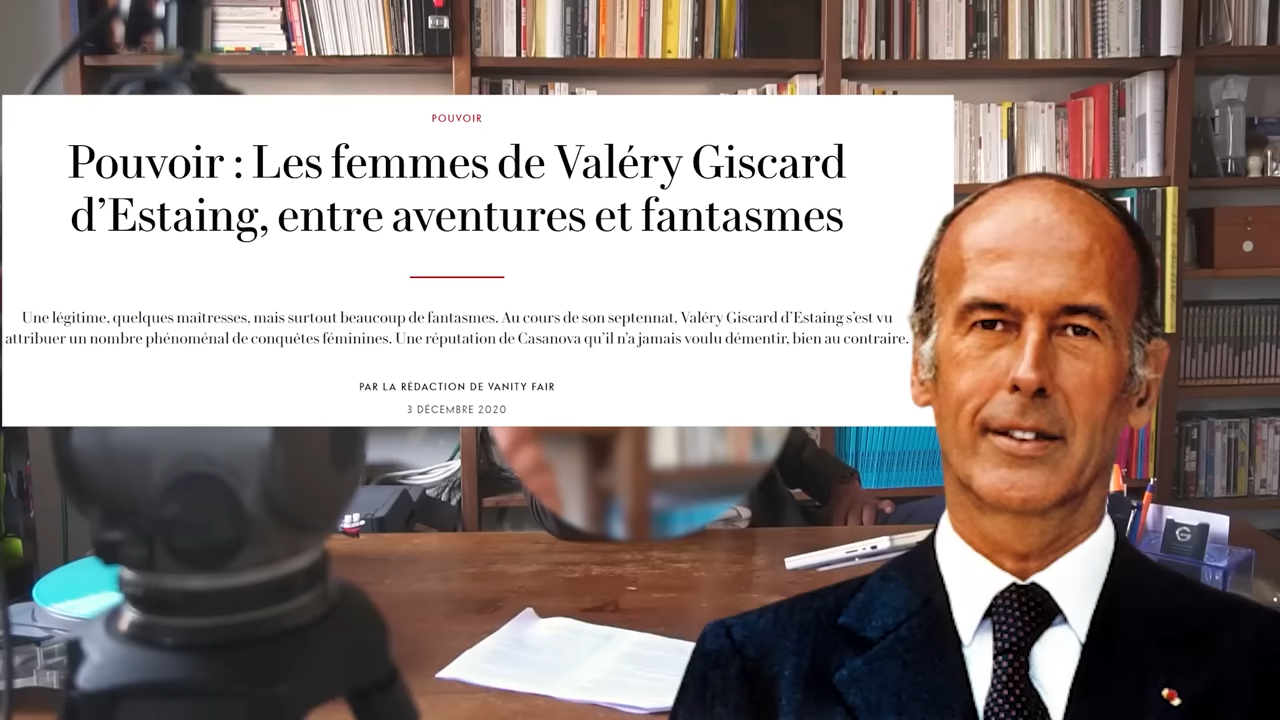 POUVOIR
Pouvoir : Les femmes de Valéry Giscard
d’Estaing, entre aventures et fantasmes
Une légitime, quelques maîtresses, mais surtout beaucoup de fantasmes. Au cours de son septennat, Valéry Giscard d’Estaing s’est vu
attribuer un nombre phénoménal de conquêtes féminines. Une réputation de Casanova qu’il n’a jamais voulu démentir, bien au contraire.
PAR LA RÉDACTION DE VANITY FAIR
3 DÉCEMBRE 2020